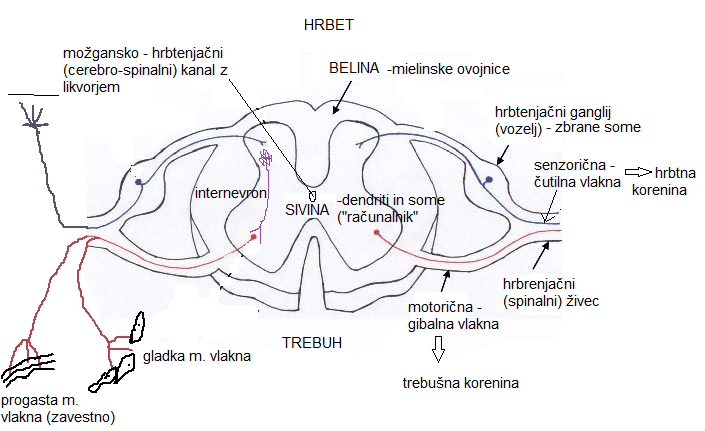 HRBET
možgansko - hrbtenjačni
(cerebro-spinalni) kanal z
likvorjem
BELINA -mielinske ovojnice
hrbtenjačni ganglij
(vozelj) - zbrane some
senzorična -
čutilna vlakna
hrbtna
korenina
internevron
SIVINA
-dendriti in some
("računalnik"
hrbrenjački
(spinalni) živec
motorična -
gibalna vlakna
trebušna korenina
TREBUH
gladka m. vlakna
progasta m.
vlakna (zavestno)